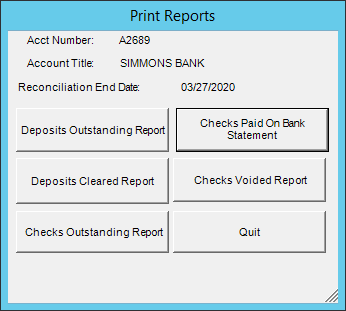 Print Reports
Acct Number: A2689
Account Title: SIMMONS BANK
Reconciliation End Date: 03/27/2020
Deposits Outstanding Report
Checks Paid On Bank
Statement
Deposits Cleared Report
Checks Voided Report
Checks Outstanding Report
Quit